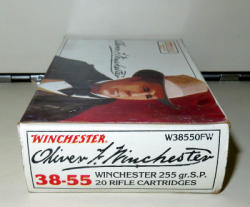 WINCHESTER®
W38550FW
Oliver F. Winchester
38-55 WINCHESTER 255 gr. S.P.
20 RIFLE CARTRIDGES